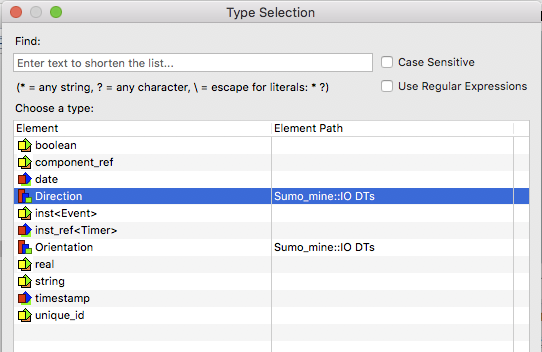 Type Selection
Find:
Enter text to shorten the list...
Case Sensitive
(* = any string, ? = any character, \ = escape for literals: * ?)
Use Regular Expressions
Choose a type:
Element Element Path
boolean
component_ref
date
Direction Sumo_mine::IO DTs
inst<Event>
inst_ref<Timer>
Orientation Sumo_mine::IO DTs
real
string
timestamp
unique_id